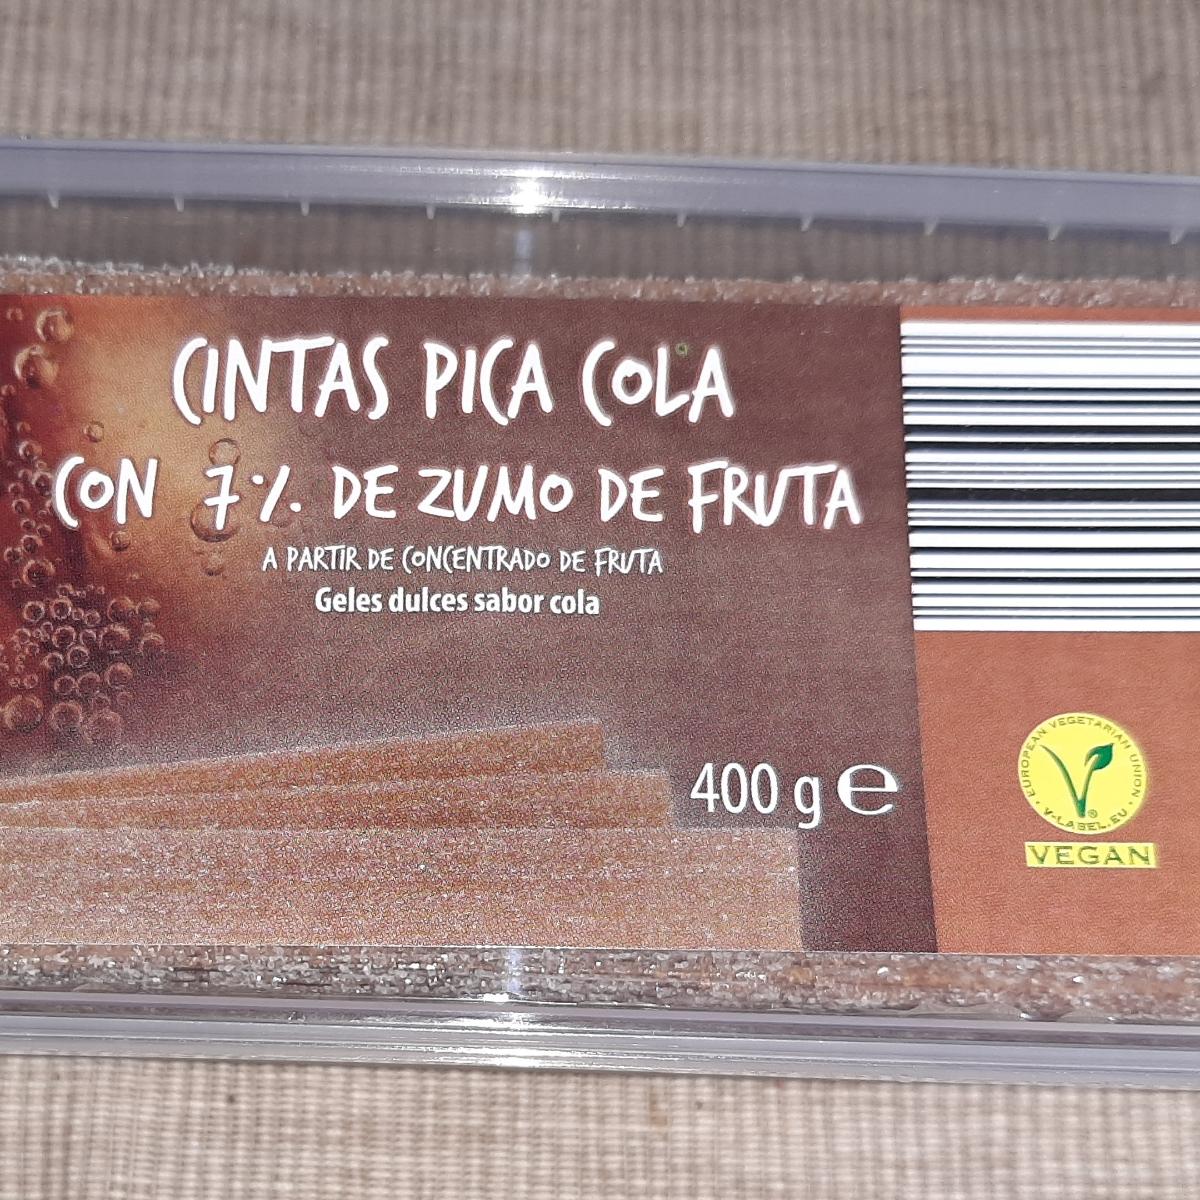 CINTAS PICA COLA
CON 7%. DE ZUMO DE FRUTA
A PARTIR DE CONCENTRADO DE FRUTA
Geles dulces sabor cola
400 g e
EUROPEAN VEGETARIAN UNION
V-LABEL.EU
VEGAN